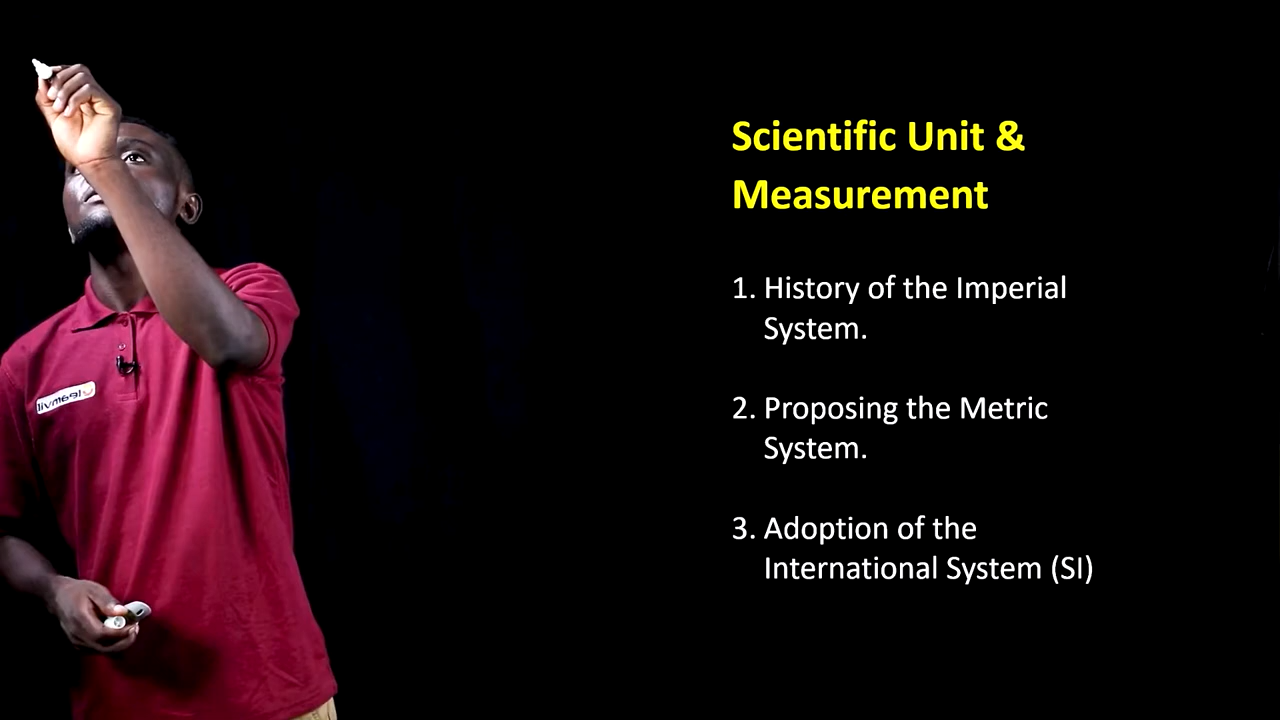 Scientific Unit &
Measurement
1. History of the Imperial
System.
2. Proposing the Metric
System.
3. Adoption of the
International System (SI)